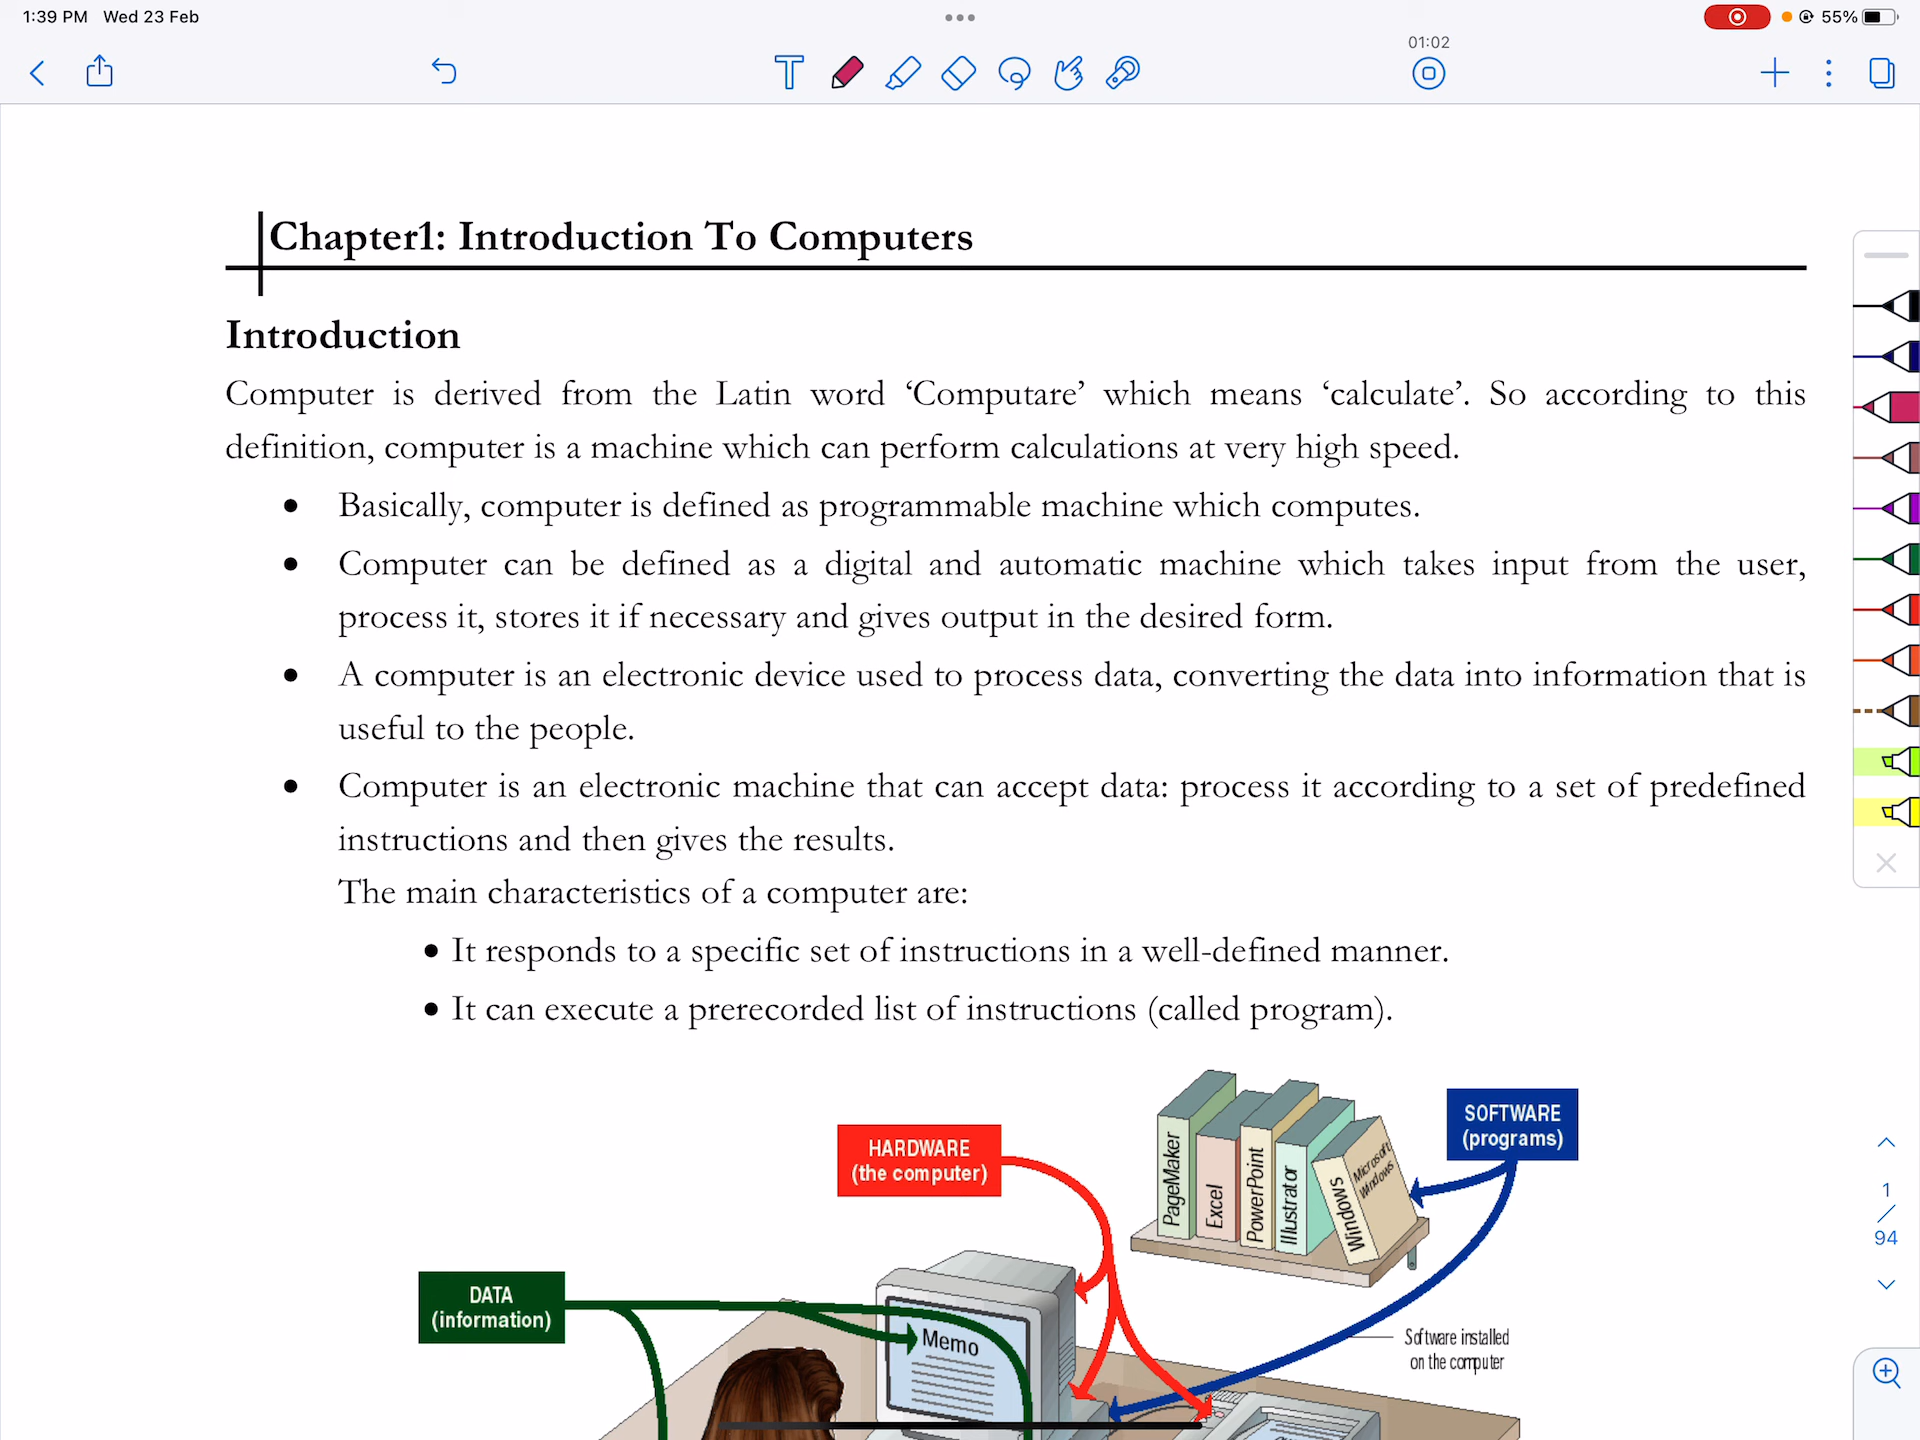 1:39 PM Wed 23 Feb
55%
01:02
Chapter1: Introduction To Computers
Introduction
Computer is derived from the Latin word ‘Computare’ which means ‘calculate’. So according to this
definition, computer is a machine which can perform calculations at very high speed.
• Basically, computer is defined as programmable machine which computes.
• Computer can be defined as a digital and automatic machine which takes input from the user,
process it, stores it if necessary and gives output in the desired form.
• A computer is an electronic device used to process data, converting the data into information that is
useful to the people.
• Computer is an electronic machine that can accept data: process it according to a set of predefined
instructions and then gives the results.
The main characteristics of a computer are:
• It responds to a specific set of instructions in a well-defined manner.
• It can execute a prerecorded list of instructions (called program).
HARDWARE
(the computer)
PageMaker
Excel
PowerPoint
Illustrator
Windows
Microsoft
Windows
SOFTWARE
(programs)
1
/
94
DATA
(information)
Memo
Software installed
on the computer